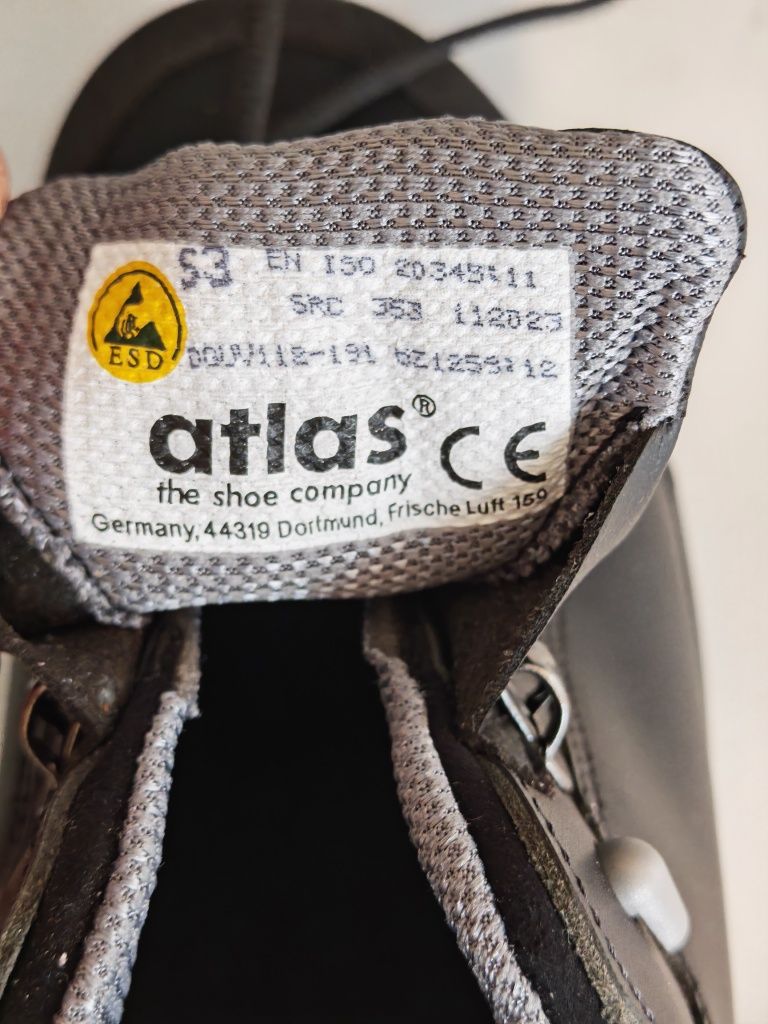 S3 EN ISO 20345:11
SRC 353 112023
DGUV112-191 621259:12
ESD
atlas®
CE
the shoe company
Germany, 44319 Dortmund, Frische Luft 159